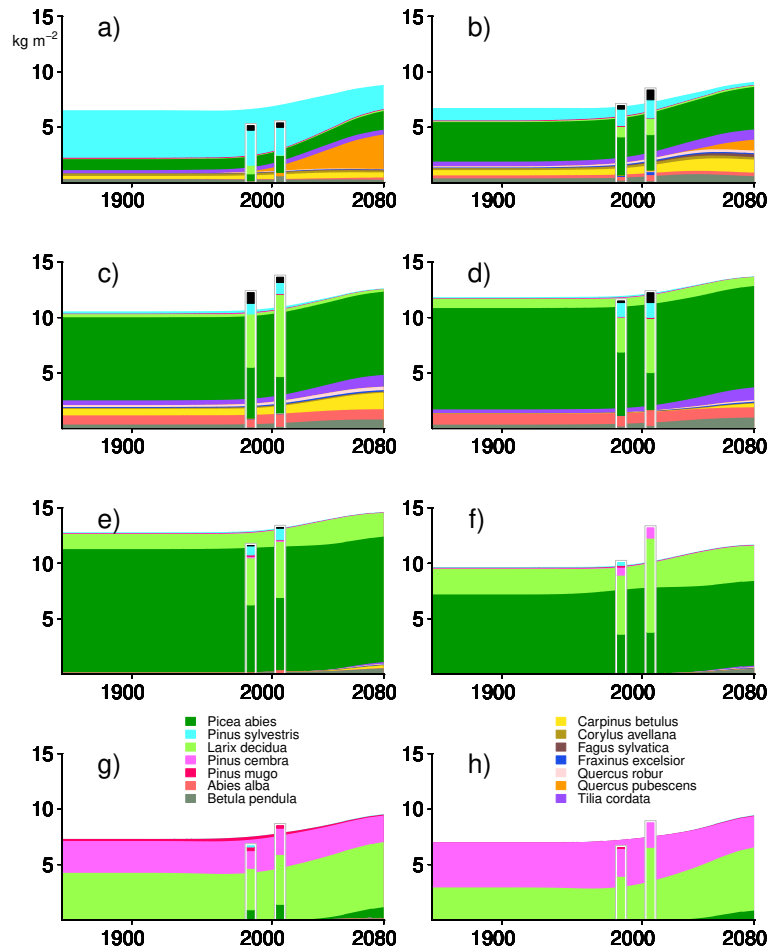 15 a) 15 b)
kg m⁻²
10 10
5 5
1900 2000 2080 1900 2000 2080
15 c) 15 d)
10 10
5 5
1900 2000 2080 1900 2000 2080
15 e) 15 f)
10 10
5 5
1900 2000 2080 1900 2000 2080
Picea abies Carpinus betulus
Pinus sylvestris Corylus avellana
Larix decidua Fagus sylvatica
Pinus cembra Fraxinus excelsior
Pinus mugo Quercus robur
Abies alba Quercus pubescens
Betula pendula Tilia cordata
15 g) 15 h)
10 10
5 5
1900 2000 2080 1900 2000 2080